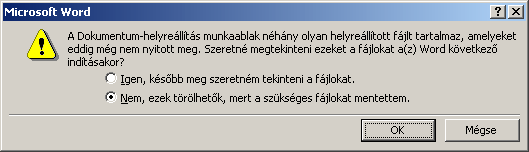 Microsoft Word
A Dokumentum-helyreállítás munkaablak néhány olyan helyreállított fájlt tartalmaz, amelyeket
eddig még nem nyitott meg. Szeretné megtekinteni ezeket a fájlokat a(z) Word következő
indításakor?
Igen, később meg szeretném tekinteni a fájlokat.
Nem, ezek törölhetők, mert a szükséges fájlokat mentettem.
OK
Mégse